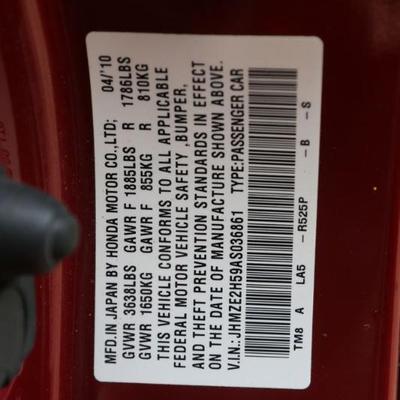 MFD.IN JAPAN BY HONDA MOTOR CO.,LTD; 04/'10
GVWR 3638LBS GAWR F 1885LBS R 1786LBS
GVWR 1650KG GAWR F 855KG R 810KG
THIS VEHICLE CONFORMS TO ALL APPLICABLE
FEDERAL MOTOR VEHICLE SAFETY ,BUMPER,
AND THEFT PREVENTION STANDARDS IN EFFECT
ON THE DATE OF MANUFACTURE SHOWN ABOVE.
V.I.N.: JHMZE2H59AS036861 TYPE:PASSENGER CAR
TM8 A LA5 -R525P -B -S